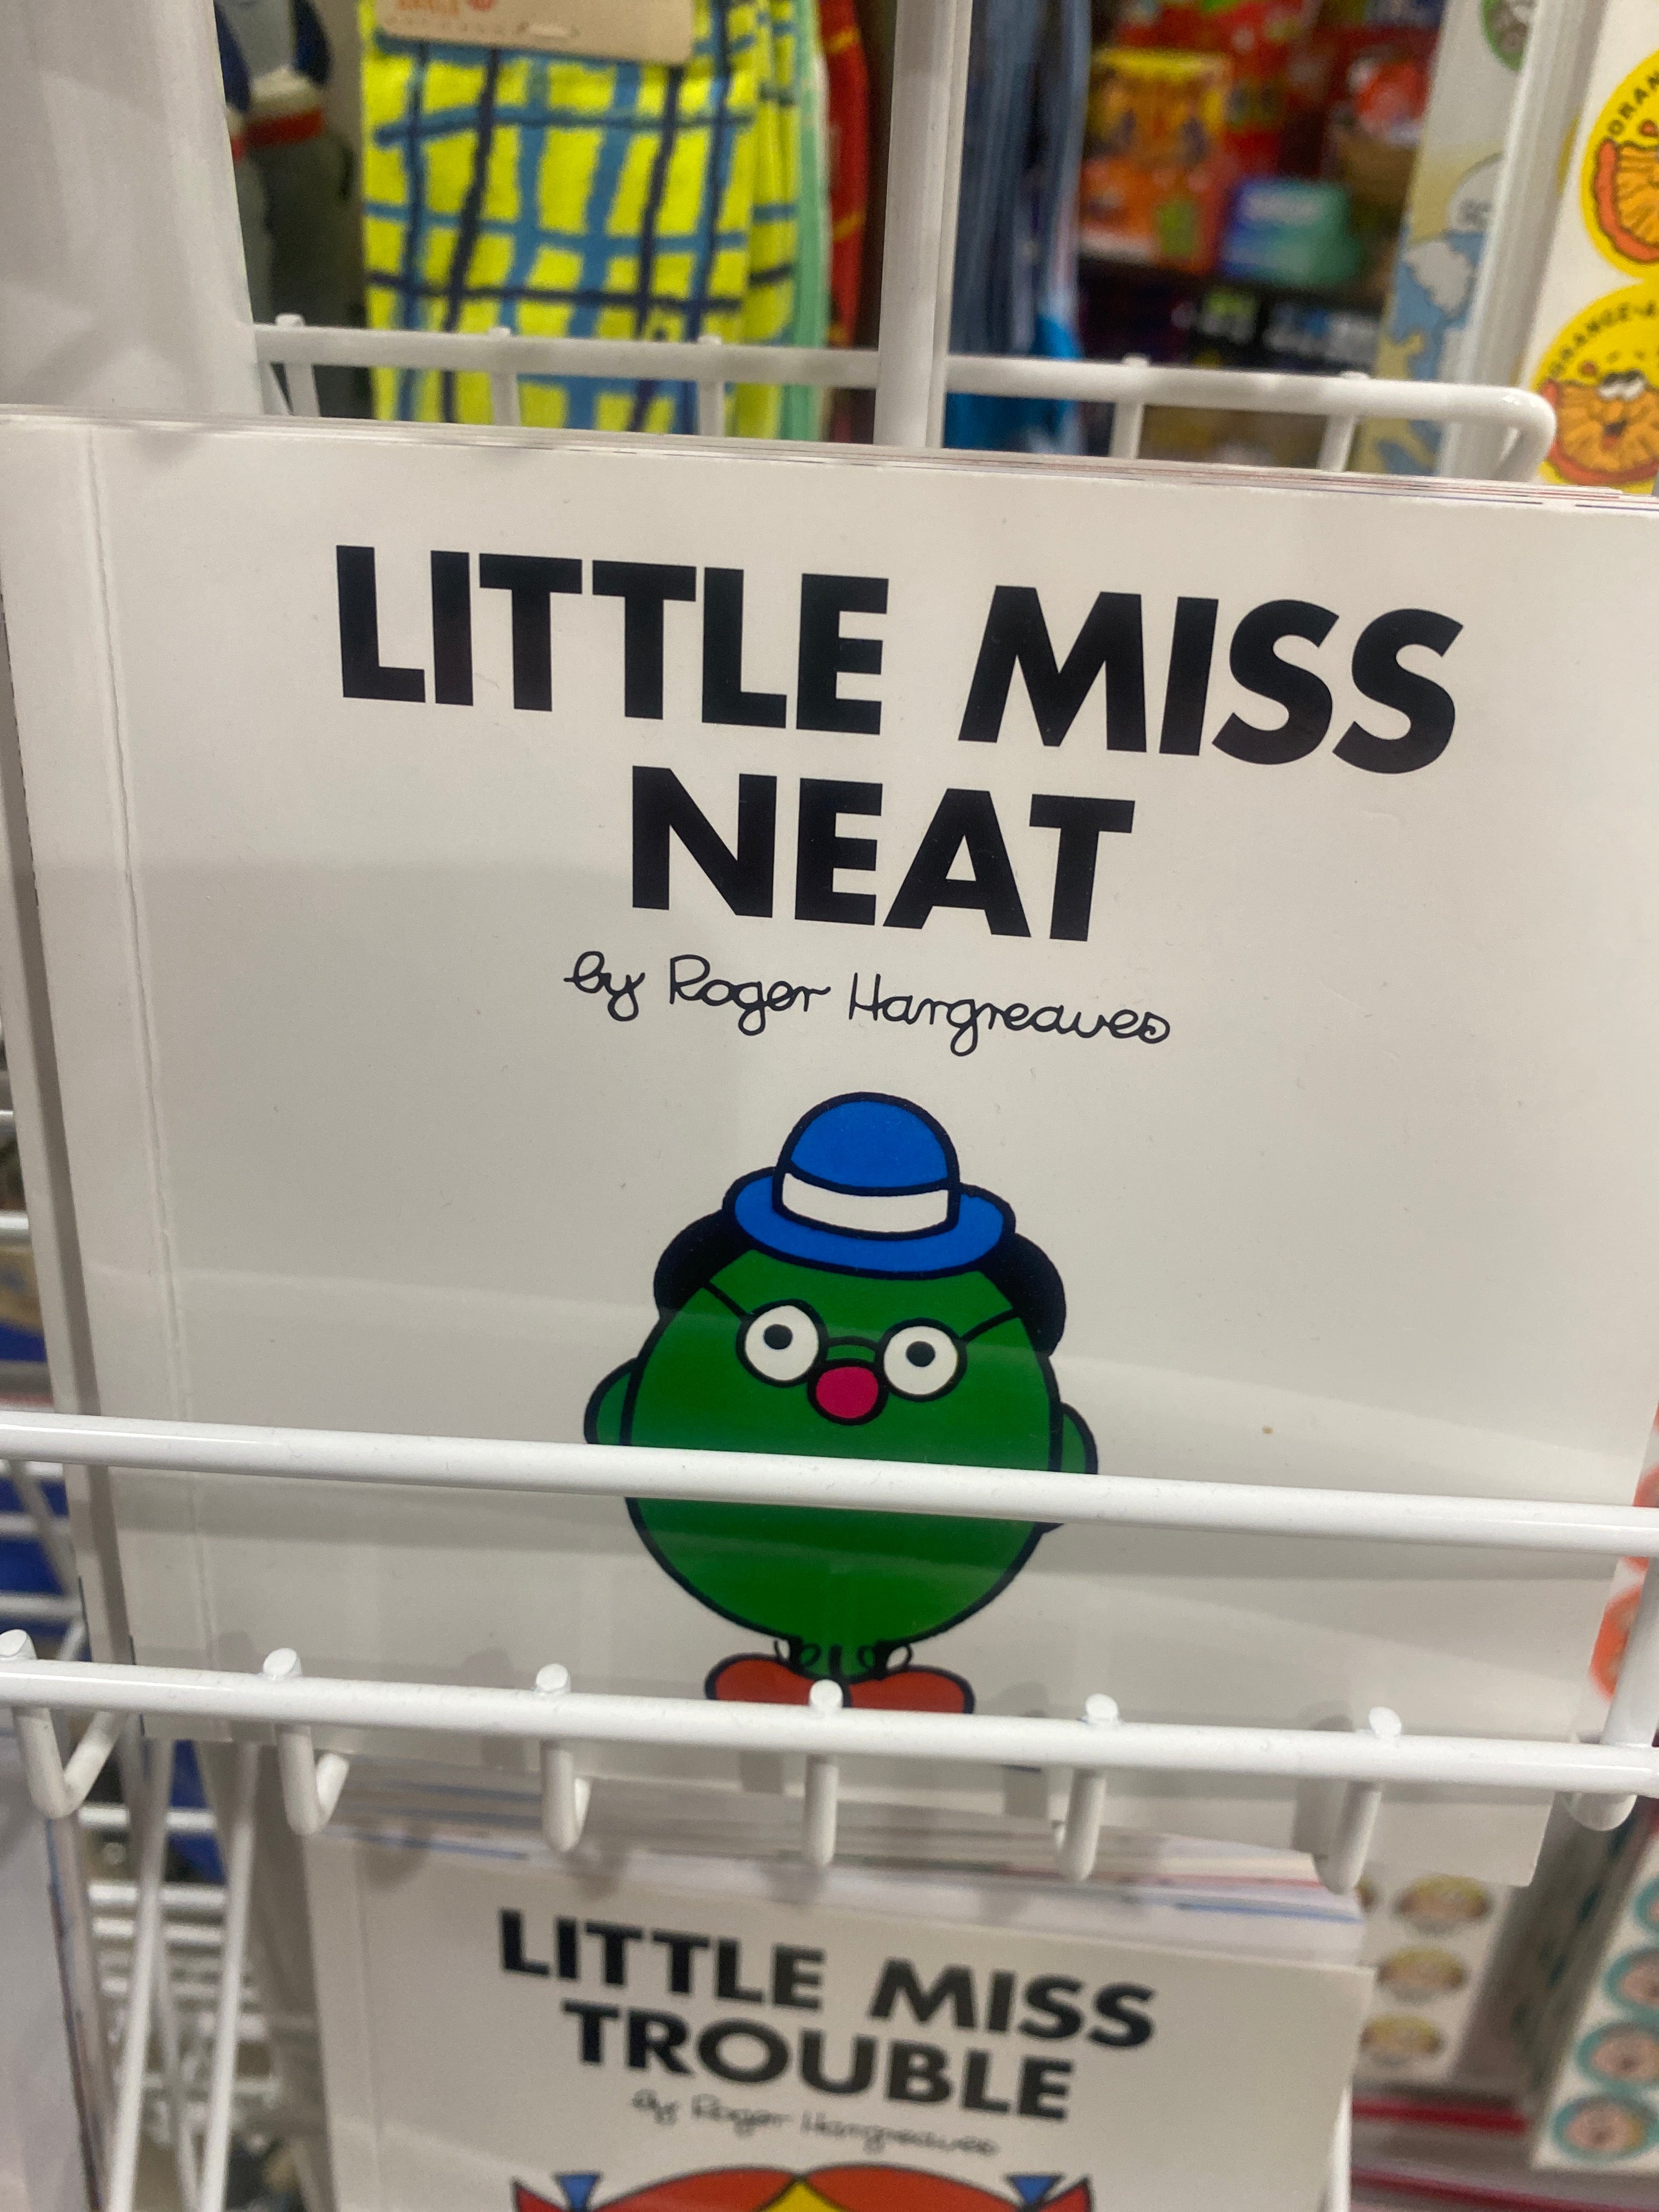 LITTLE MISS
NEAT
by Roger Hargreaves
LITTLE MISS
TROUBLE
by Roger Hargreaves